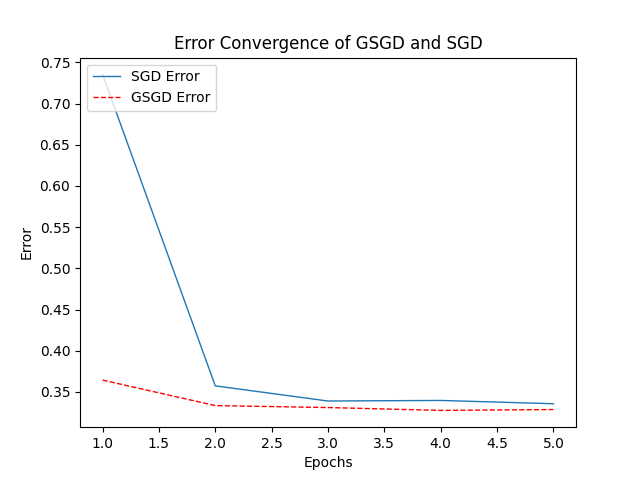 Error Convergence of GSGD and SGD
SGD Error
GSGD Error
Error
0.75
0.70
0.65
0.60
0.55
0.50
0.45
0.40
0.35
1.0 1.5 2.0 2.5 3.0 3.5 4.0 4.5 5.0
Epochs